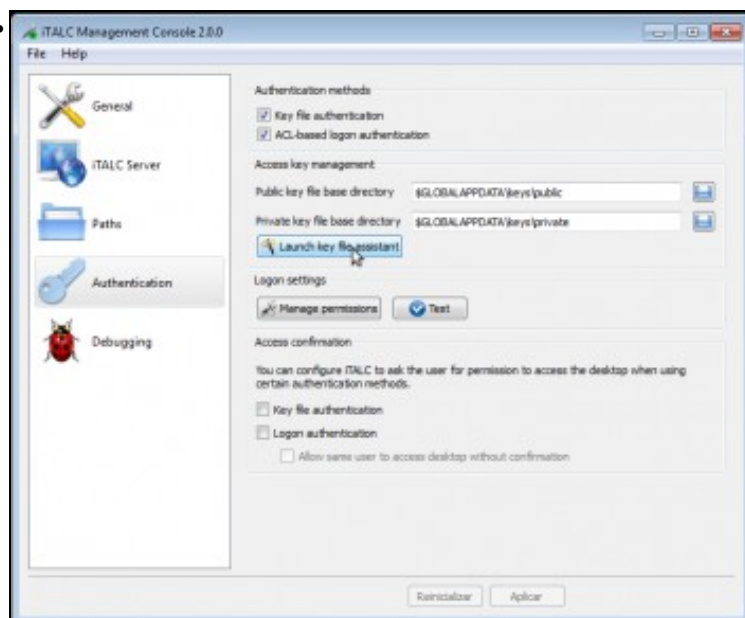 iTALC Management Console 2.0.0
File Help
General
iTALC Server
Paths
Authentication
Debugging
Authentication methods
Key file authentication
ACL-based logon authentication
Access key management
Public key file base directory $GLOBALAPPDATA\keys\public
Private key file base directory $GLOBALAPPDATA\keys\private
Launch key file assistant
Logon settings
Manage permissions Test
Access confirmation
You can configure iTALC to ask the user for permission to access the desktop when using
certain authentication methods.
Key file authentication
Logon authentication
Allow same user to access desktop without confirmation
Reinicializar Aplicar